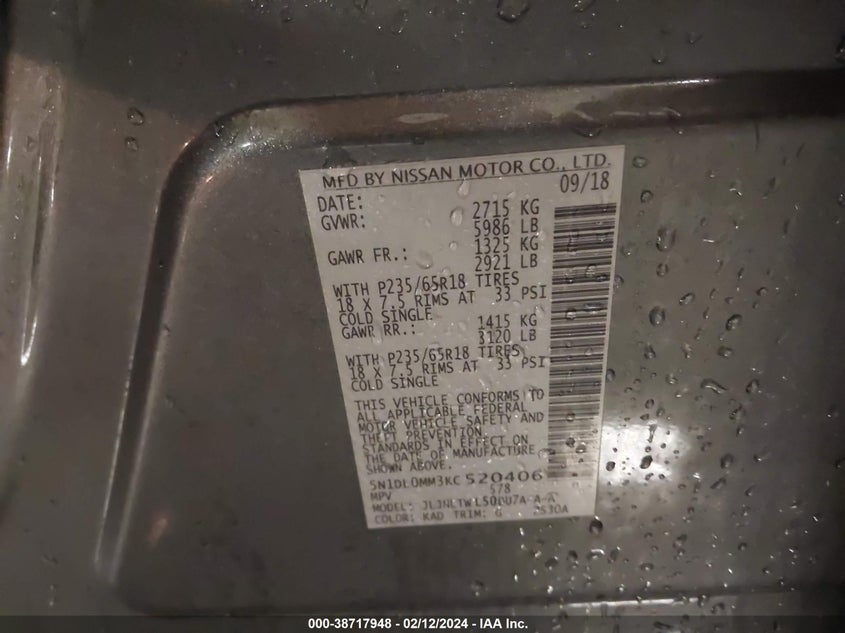 MFD BY NISSAN MOTOR CO., LTD.
DATE: 09/18
GVWR: 2715 KG
5986 LB
GAWR FR.: 1325 KG
2921 LB
WITH P235/65R18 TIRES
18 X 7.5 RIMS AT 33 PSI
COLD SINGLE
GAWR RR.: 1415 KG
3120 LB
WITH P235/65R18 TIRES
18 X 7.5 RIMS AT 33 PSI
COLD SINGLE
THIS VEHICLE CONFORMS TO
ALL APPLICABLE FEDERAL
MOTOR VEHICLE SAFETY AND
THEFT PREVENTION
STANDARDS IN EFFECT ON
THE DATE OF MANUFACTURE
SHOWN ABOVE.
5N1DL0MM3KC520406
MPV 578
MODEL:
COLOR: KAD TRIM: G
000-38717948 - 02/12/2024 - IAA Inc.